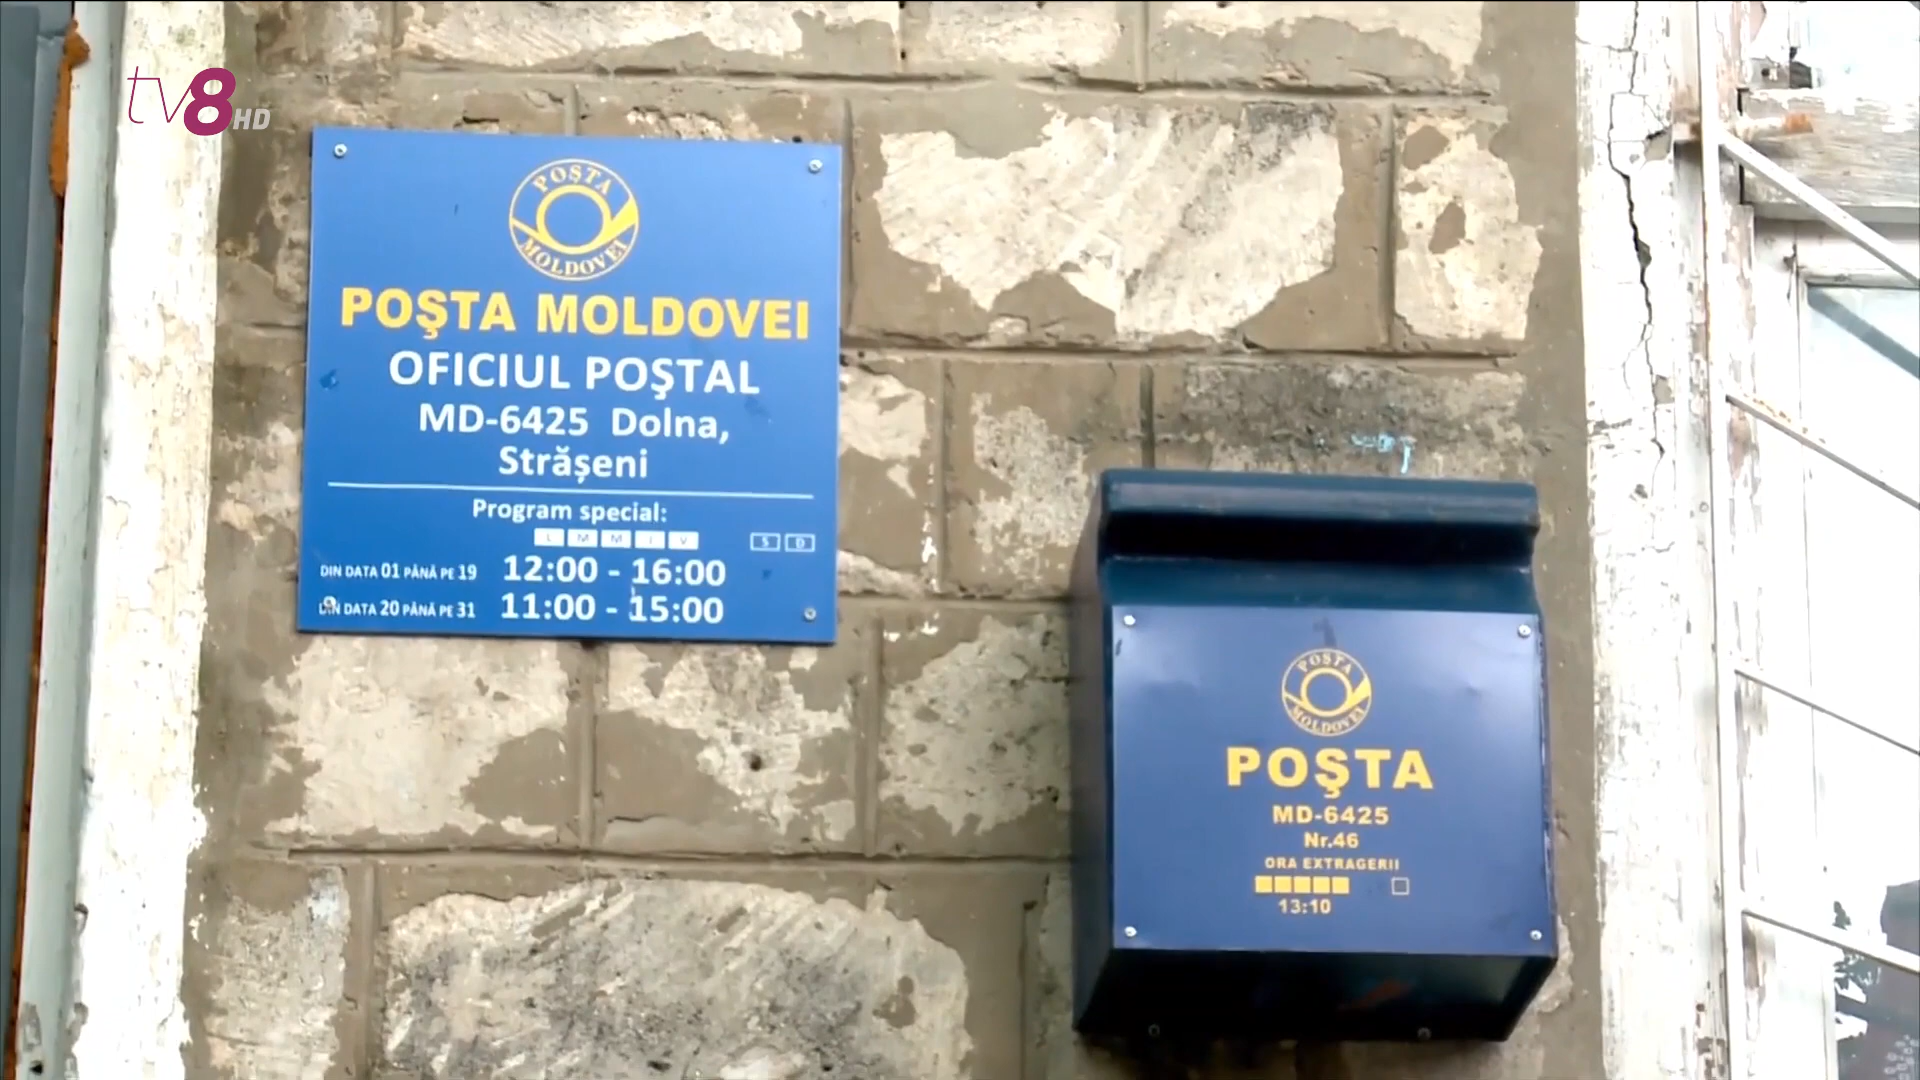 tv8 HD
POŞTA
MOLDOVEI
POŞTA MOLDOVEI
OFICIUL POŞTAL
MD-6425 Dolna,
Străşeni
Program special:
L M M J V S D
DIN DATA 01 PÂNĂ PE 19 12:00 - 16:00
DIN DATA 20 PÂNĂ PE 31 11:00 - 15:00
POŞTA
MOLDOVEI
POŞTA
MD-6425
Nr.46
ORA EXTRAGERII
13:10